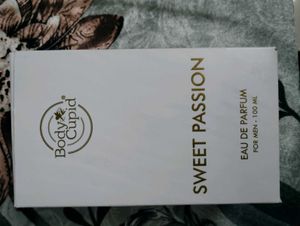 Body
Cupid®
SWEET PASSION
EAU DE PARFUM
FOR MEN - 100 ML